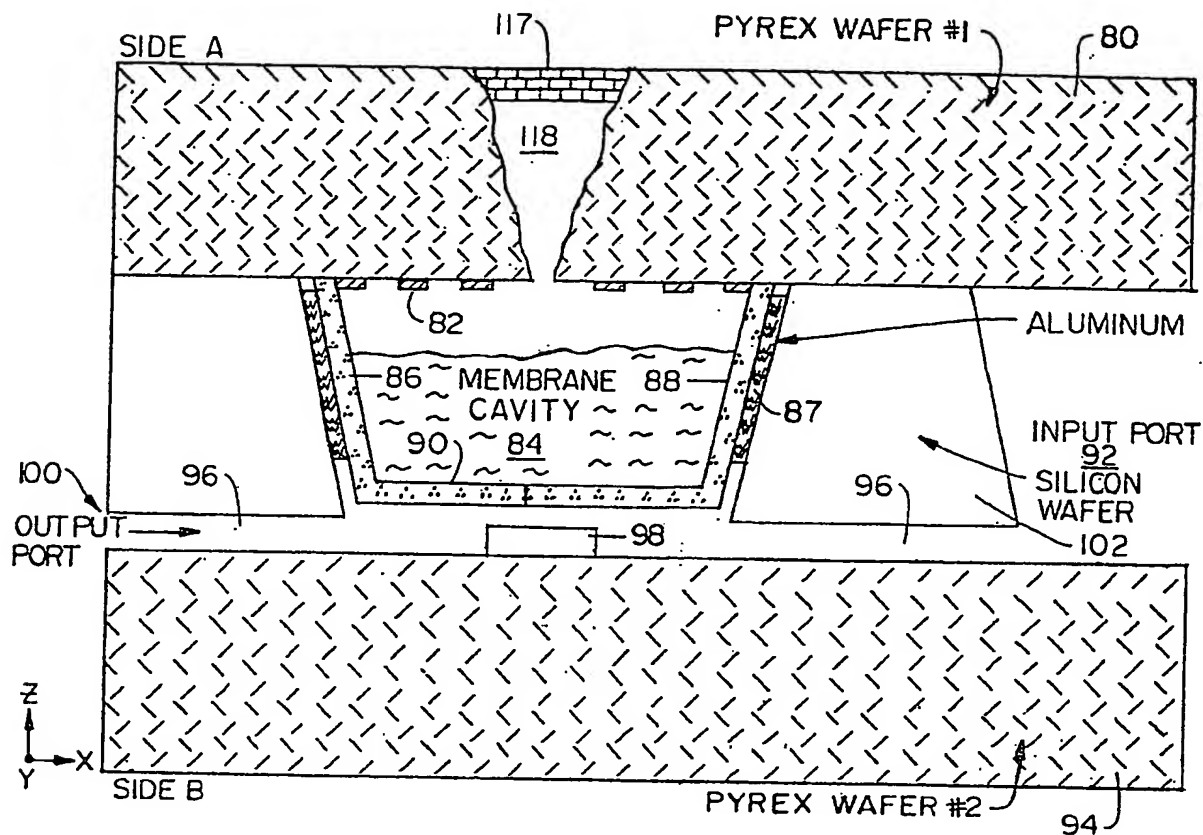 117
PYREX WAFER #1
80
SIDE A
118
82
ALUMINUM
86
MEMBRANE
CAVITY
88
87
84
90
INPUT PORT
92
SILICON
WAFER
100
96
96
OUTPUT
PORT
98
102
Z
Y
X
SIDE B
PYREX WAFER #2
94